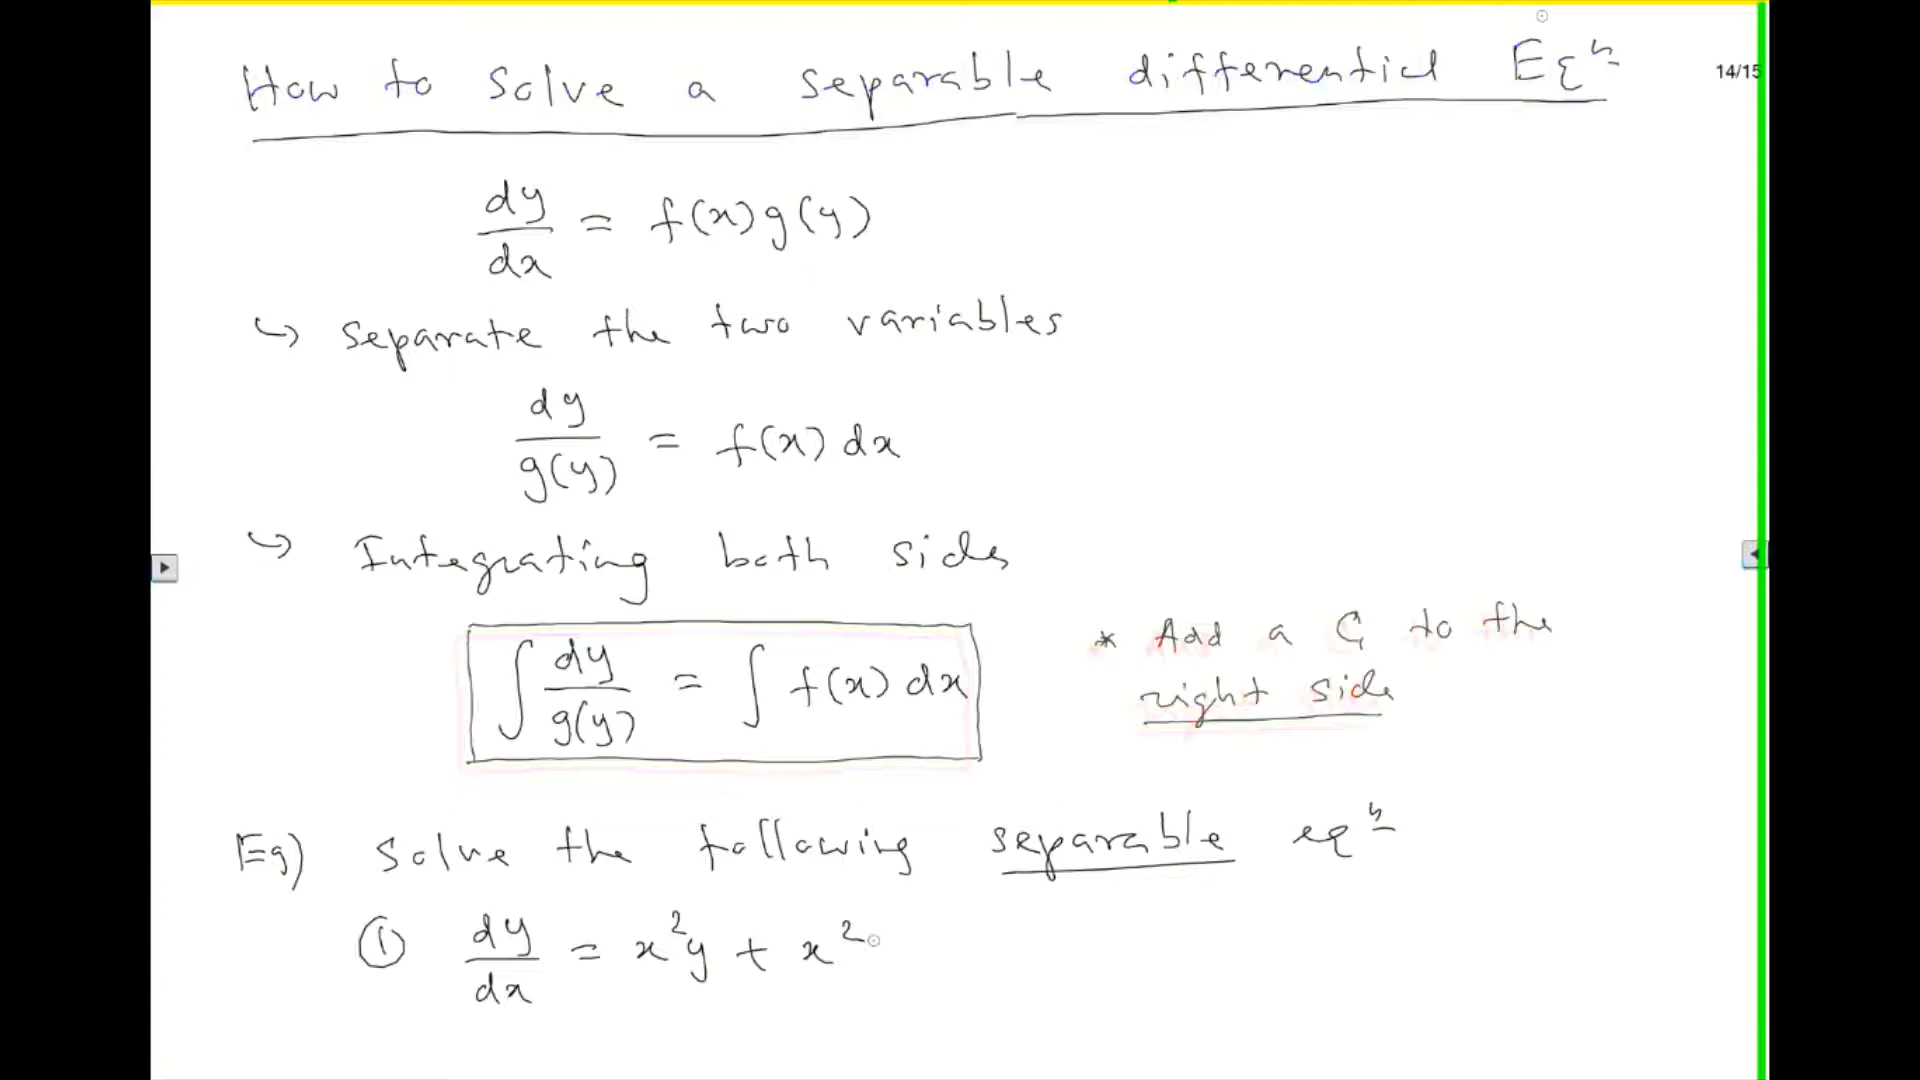 How to solve a separable differential Eqⁿ
14/15
dy/dx = f(x)g(y)
↪ separate the two variables
dy/g(y) = f(x) dx
↪ Integrating both sides
∫ dy/g(y) = ∫ f(x) dx
* Add a C to the
right side
Eg) solve the following separable eqⁿ
① dy/dx = x²y + x²